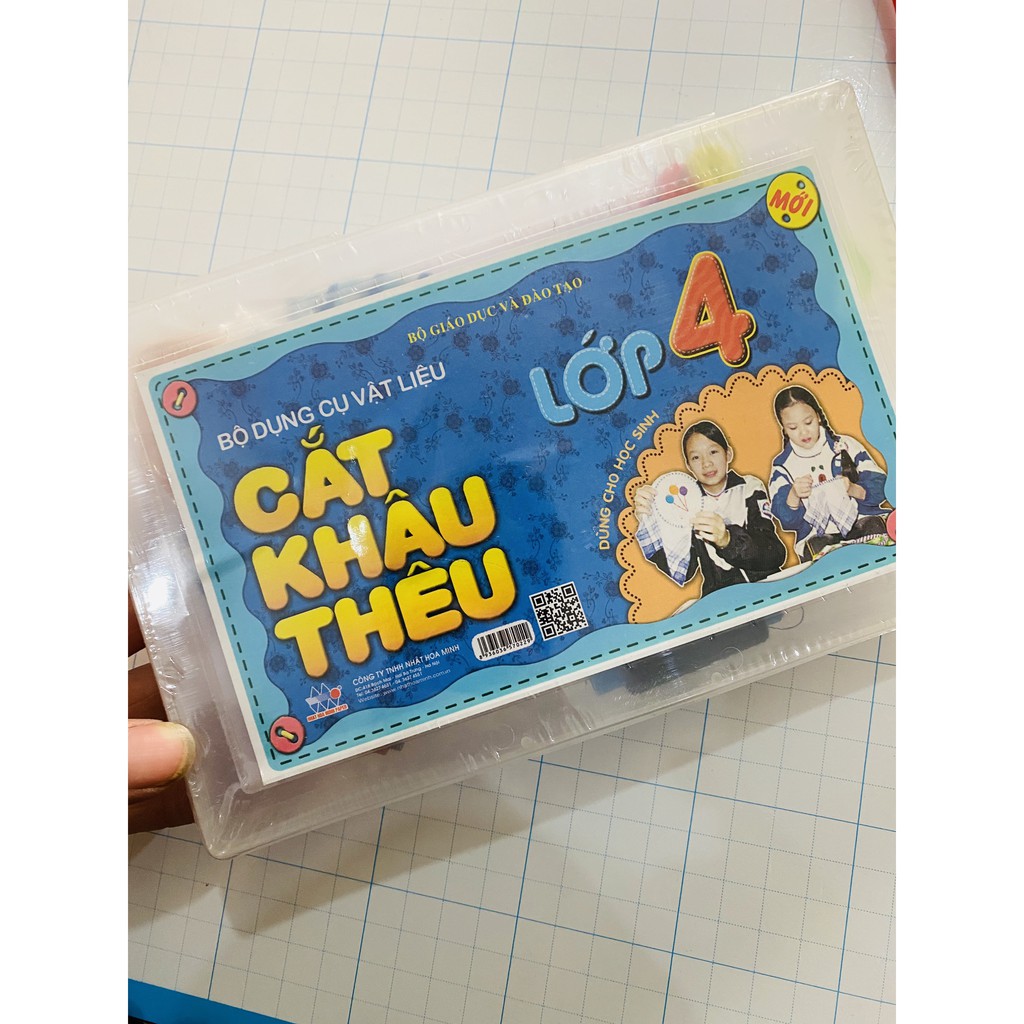 MỚI
BỘ GIÁO DỤC VÀ ĐÀO TẠO
LỚP 4
BỘ DỤNG CỤ VẬT LIỆU
CẮT
KHÂU
THÊU
DÙNG CHO HỌC SINH
CÔNG TY TNHH NHẬT HOA MINH